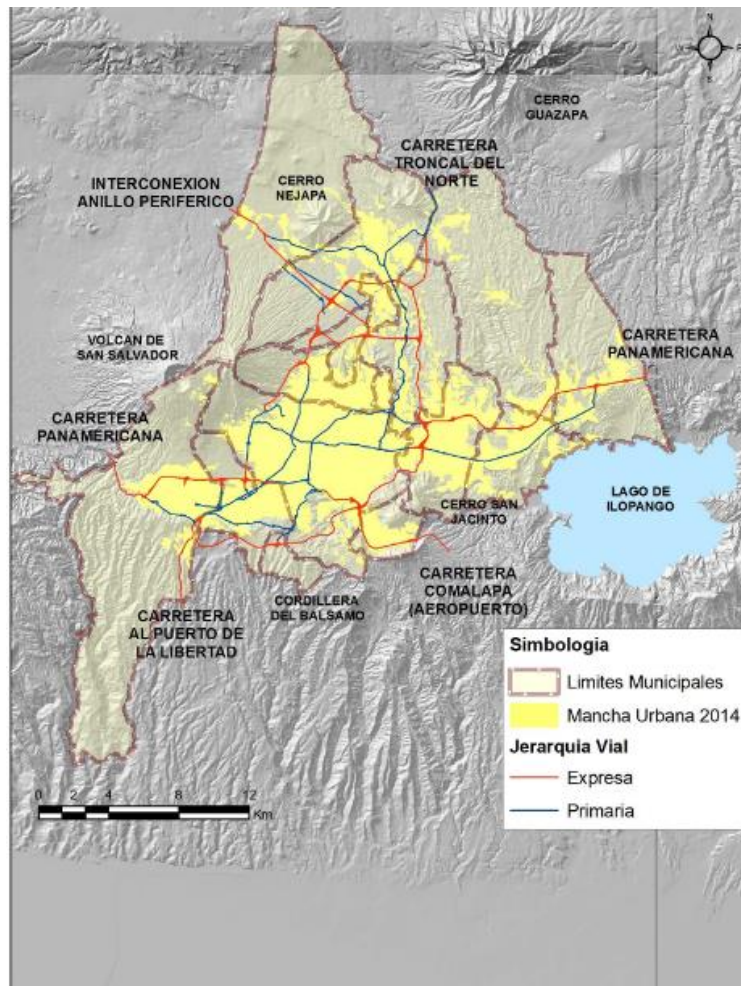 N
W
E
S
CERRO
GUAZAPA
CARRETERA
TRONCAL DEL
NORTE
CERRO
NEJAPA
INTERCONEXION
ANILLO PERIFERICO
VOLCAN DE
SAN SALVADOR
CARRETERA
PANAMERICANA
CARRETERA
PANAMERICANA
LAGO DE
ILOPANGO
CERRO SAN
JACINTO
CARRETERA
COMALAPA
(AEROPUERTO)
CORDILLERA
DEL BALSAMO
CARRETERA
AL PUERTO DE
LA LIBERTAD
Simbologia
Limites Municipales
Mancha Urbana 2014
Jerarquia Vial
Expresa
Primaria
0 2 4 8 12
Km